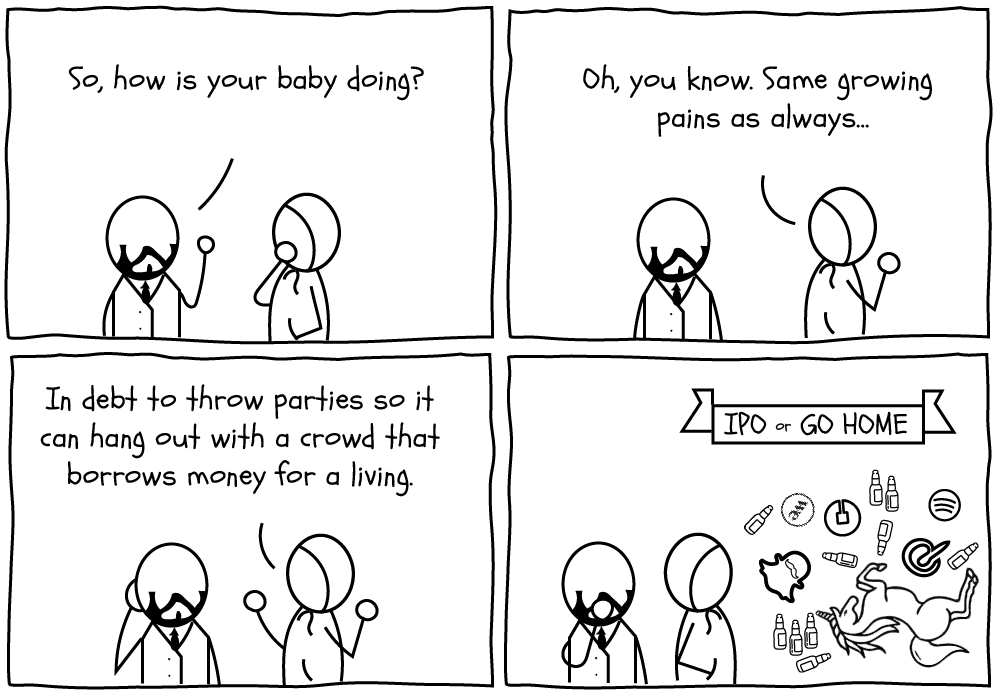 So, how is your baby doing?
Oh, you know. Same growing
pains as always...
In debt to throw parties so it
can hang out with a crowd that
borrows money for a living.
IPO or GO HOME